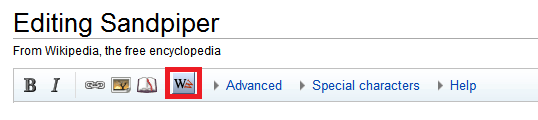 Editing Sandpiper
From Wikipedia, the free encyclopedia
B I W Advanced Special characters Help